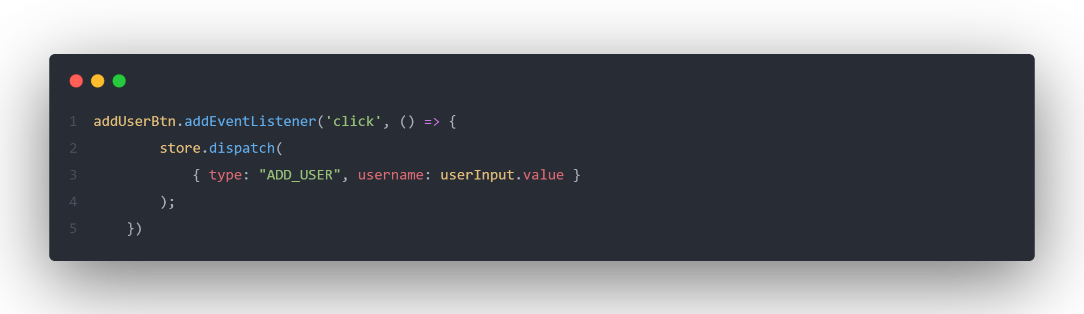 1 addUserBtn.addEventListener('click', () => {
2         store.dispatch(
3             { type: "ADD_USER", username: userInput.value }
4         );
5     })